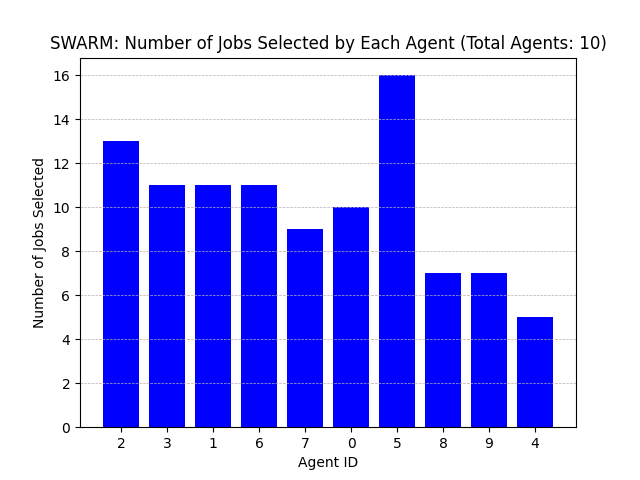 SWARM: Number of Jobs Selected by Each Agent (Total Agents: 10)
16
14
12
10
8
6
4
2
0
Number of Jobs Selected
2 3 1 6 7 0 5 8 9 4
Agent ID